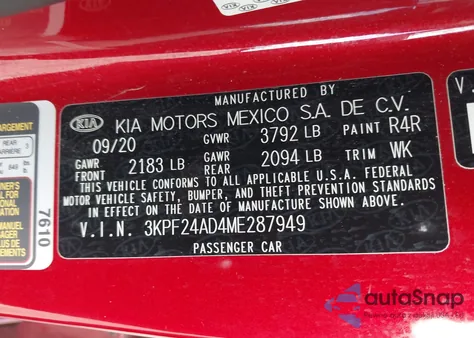 MANUFACTURED BY
KIA KIA MOTORS MEXICO S.A. DE C.V.
09/20 GVWR 3792 LB PAINT R4R
GAWR FRONT 2183 LB GAWR REAR 2094 LB TRIM WK
THIS VEHICLE CONFORMS TO ALL APPLICABLE U.S.A. FEDERAL
MOTOR VEHICLE SAFETY, BUMPER, AND THEFT PREVENTION STANDARDS
IN EFFECT ON THE DATE OF MANUFACTURE SHOWN ABOVE.
V.I.N. 3KPF24AD4ME287949
PASSENGER CAR
7610
REAR
autoSnap